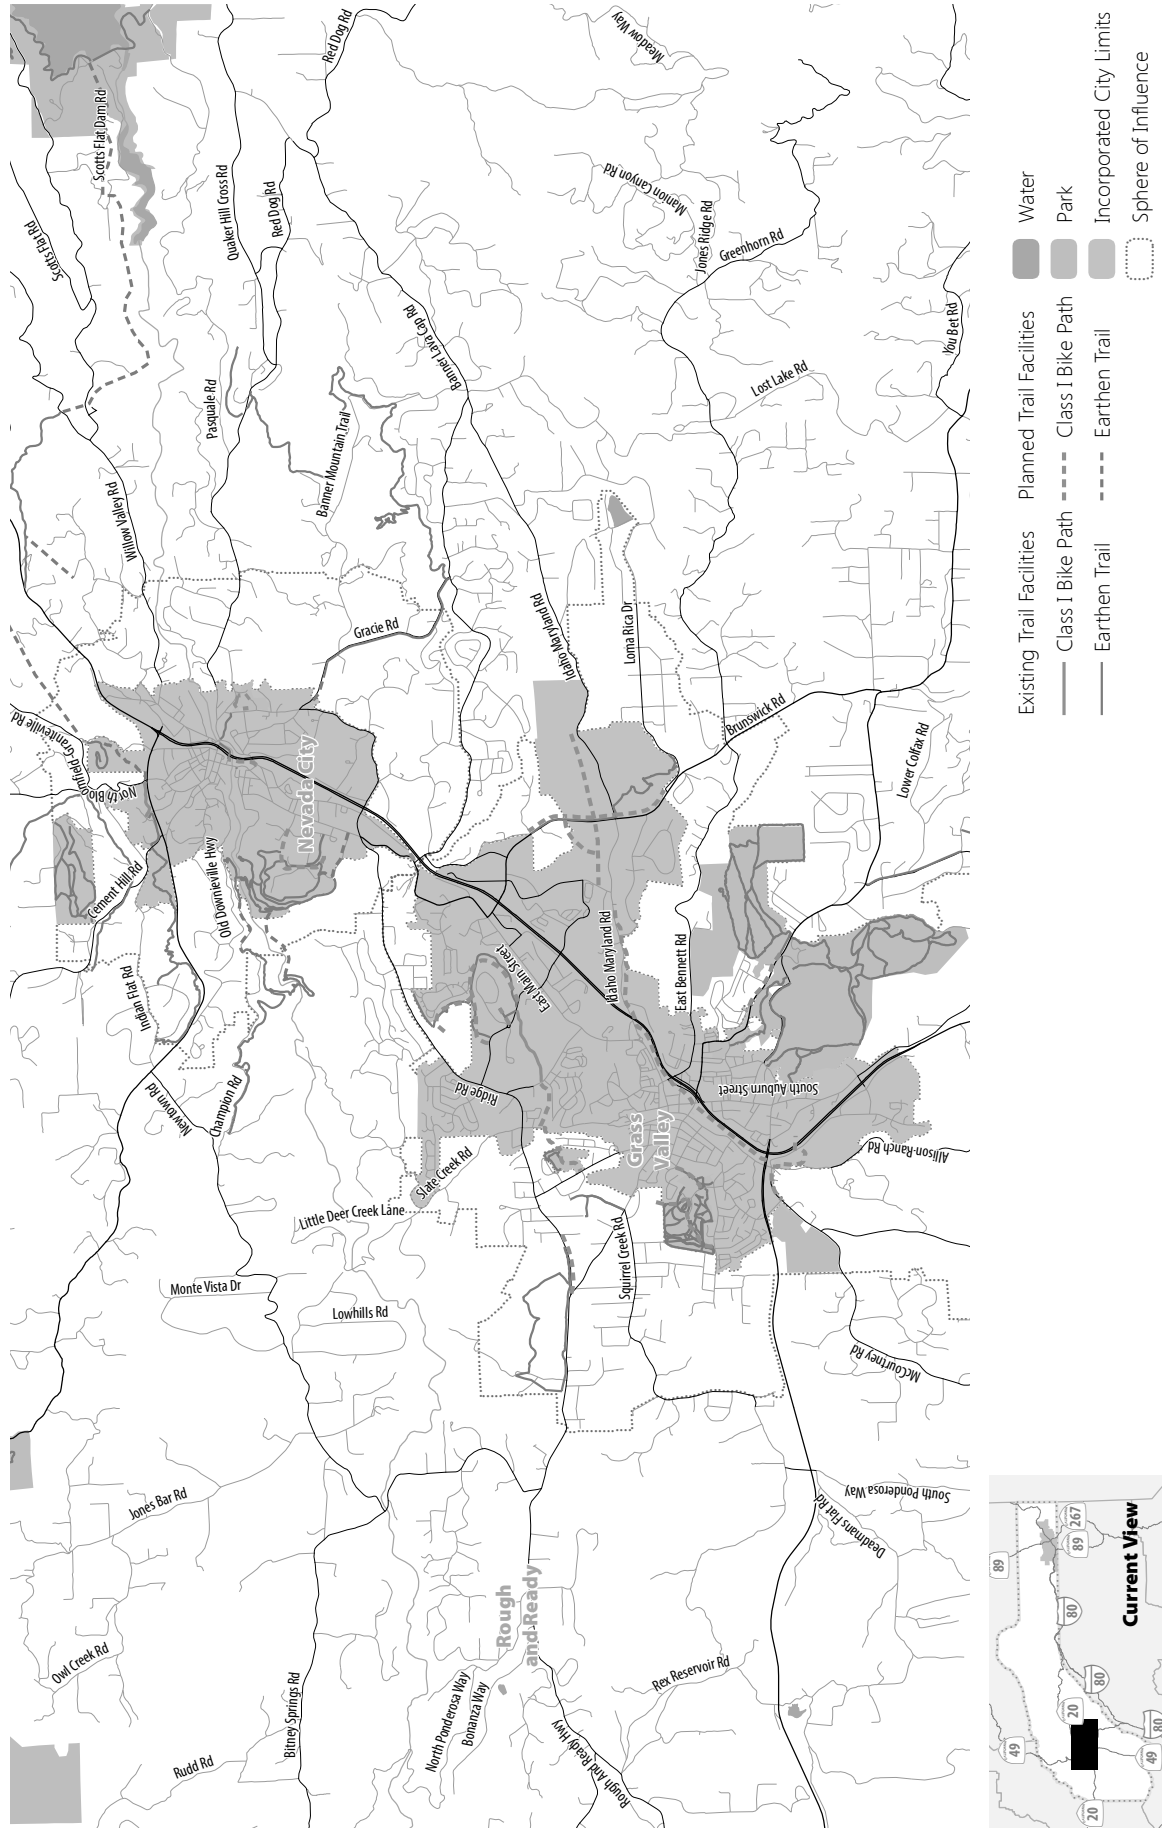 Red Dog Rd
Meadow Way
Scotts Flat Dam Rd
Scotts Flat Rd
Quaker Hill Cross Rd
Red Dog Rd
Manion Canyon Rd
Jones Ridge Rd
Greenhorn Rd
You Bet Rd
Banner Lava Cap Rd
Lost Lake Rd
Pasquale Rd
Banner Mountain Trail
Willow Valley Rd
Gracie Rd
Idaho Maryland Rd
Loma Rica Dr
Brunswick Rd
Lower Colfax Rd
North Bloomfield-Graniteville Rd
Nevada City
Cement Hill Rd
Old Downieville Hwy
Indian Flat Rd
East Main Street
Idaho Maryland Rd
East Bennett Rd
Newtown Rd
Champion Rd
Ridge Rd
South Auburn Street
Grass
Valley
Allison Ranch Rd
Slate Creek Rd
Little Deer Creek Lane
Squirrel Creek Rd
Monte Vista Dr
Lowhills Rd
McCourtney Rd
Jones Bar Rd
South Ponderosa Way
Deadmans Flat Rd
Rough
and Ready
Owl Creek Rd
Bitney Springs Rd
North Ponderosa Way
Bonanza Way
Rex Reservoir Rd
Rudd Rd
Rough And Ready Hwy
Existing Trail Facilities
Class I Bike Path
Earthen Trail
Planned Trail Facilities
Class I Bike Path
Earthen Trail
Water
Park
Incorporated City Limits
Sphere of Influence
89
267
89
80
80
20
80
49
49
20
Current View